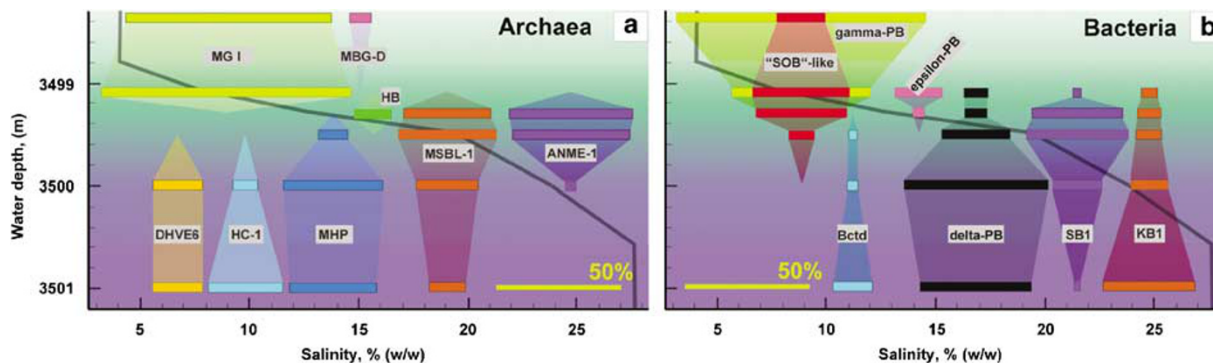 Archaea a
MG I
MBG-D
3499
HB
MSBL-1
ANME-1
3500
DHVE6
HC-1
MHP
50%
3501
5 10 15 20 25
Salinity, % (w/w)
Water depth, (m)
Bacteria b
gamma-PB
"SOB"-like
epsilon-PB
Bctd
delta-PB
SB1
KB1
50%
5 10 15 20 25
Salinity, % (w/w)